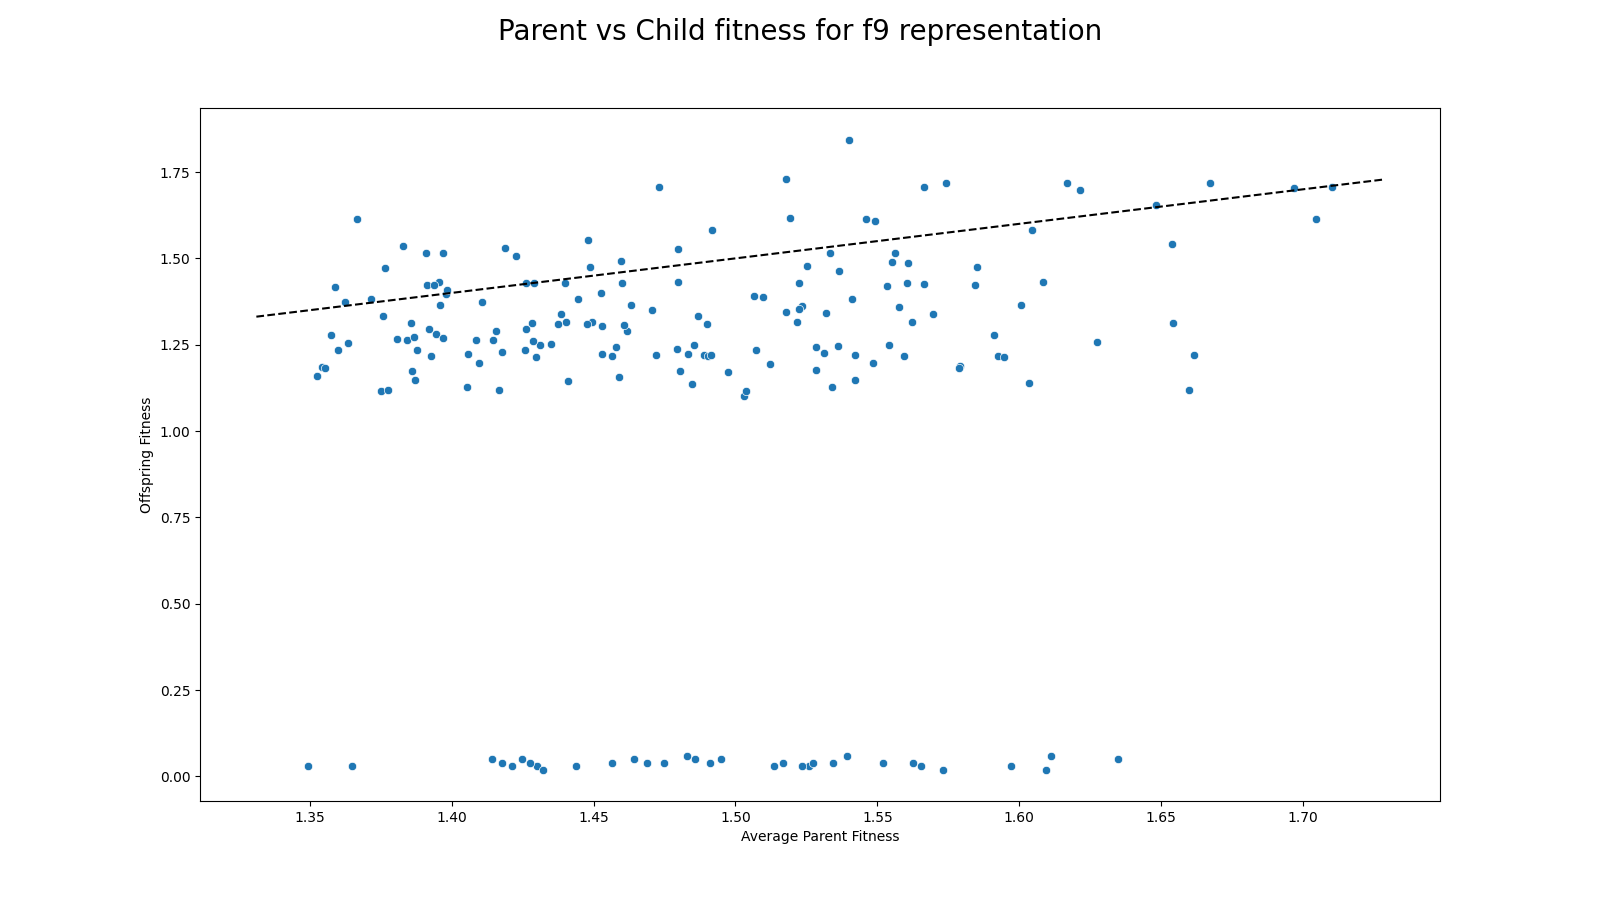 Parent vs Child fitness for f9 representation
1.75
1.50
1.25
1.00
0.75
0.50
0.25
0.00
Offspring Fitness
1.35 1.40 1.45 1.50 1.55 1.60 1.65 1.70
Average Parent Fitness